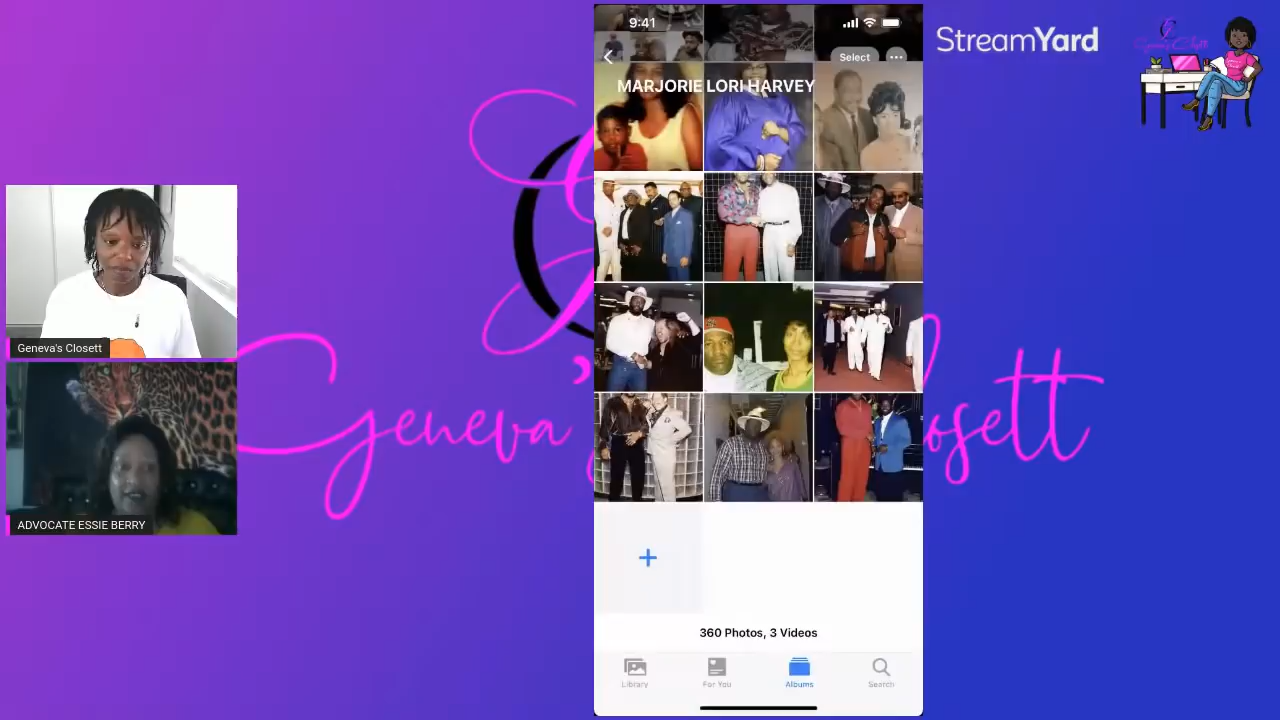 9:41
Select
MARJORIE LORI HARVEY
360 Photos, 3 Videos
Library
For You
Albums
Search
StreamYard
Geneva's Closett
ADVOCATE ESSIE BERRY
Geneva's Closett